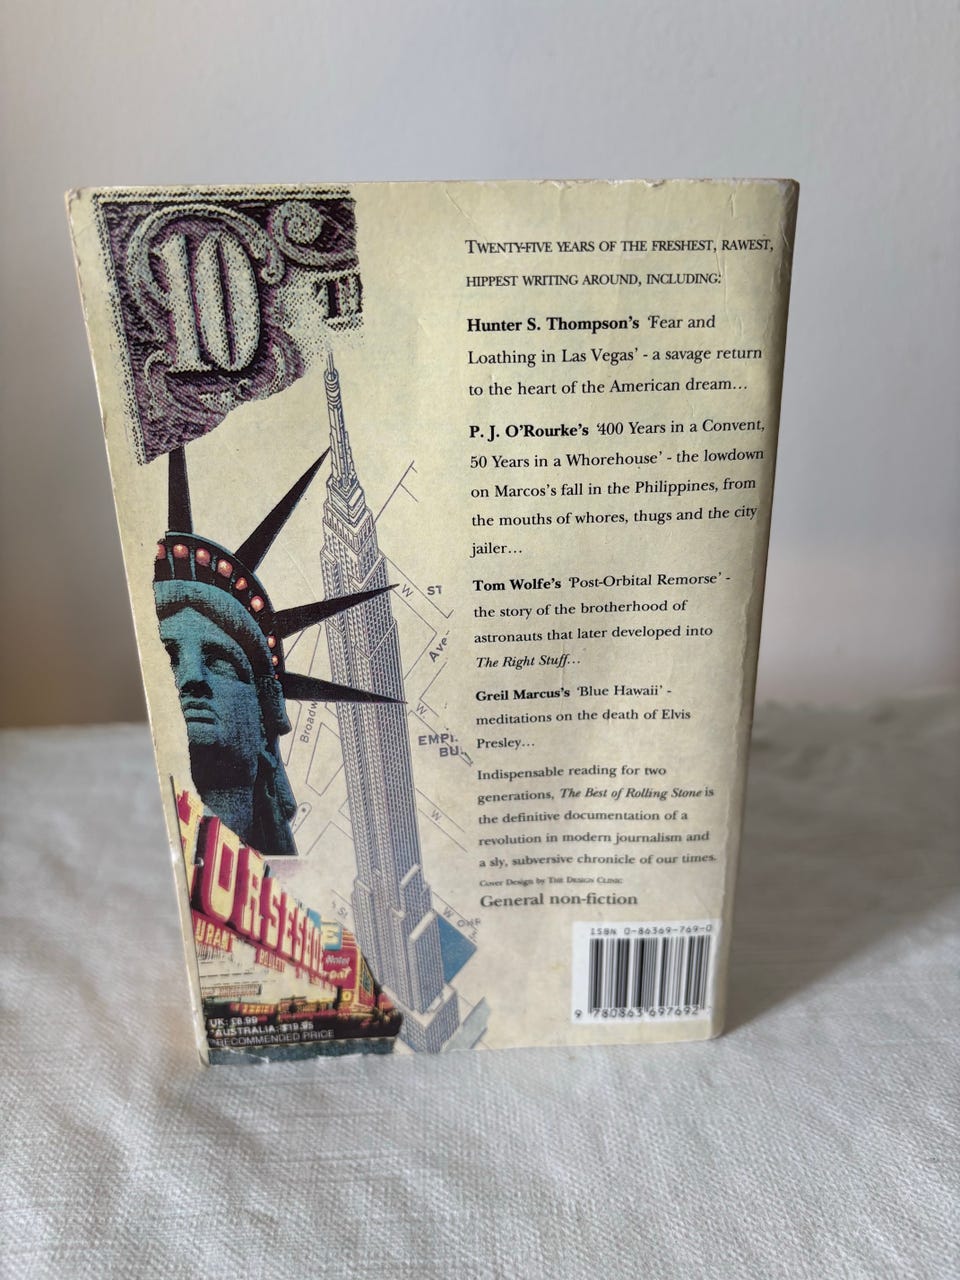 10
TWENTY-FIVE YEARS OF THE FRESHEST, RAWEST,
HIPPEST WRITING AROUND, INCLUDING:
Hunter S. Thompson's 'Fear and
Loathing in Las Vegas' - a savage return
to the heart of the American dream...
P. J. O'Rourke's '400 Years in a Convent,
50 Years in a Whorehouse' - the lowdown
on Marcos's fall in the Philippines, from
the mouths of whores, thugs and the city
jailer...
Tom Wolfe's 'Post-Orbital Remorse' -
the story of the brotherhood of
astronauts that later developed into
The Right Stuff...
Greil Marcus's 'Blue Hawaii' -
meditations on the death of Elvis
Presley...
Indispensable reading for two
generations, The Best of Rolling Stone is
the definitive documentation of a
revolution in modern journalism and
a sly, subversive chronicle of our times.
Cover Design by THE DESIGN CLINIC
General non-fiction
ISBN 0-86369-769-0
9 780863 697692
W ST
Ave
W.
Broadw
EMPI.
BU
W
St
W
ORSESHOE
URAN
Hotel
UK: £6.99
*AUSTRALIA: $19.95
*RECOMMENDED PRICE